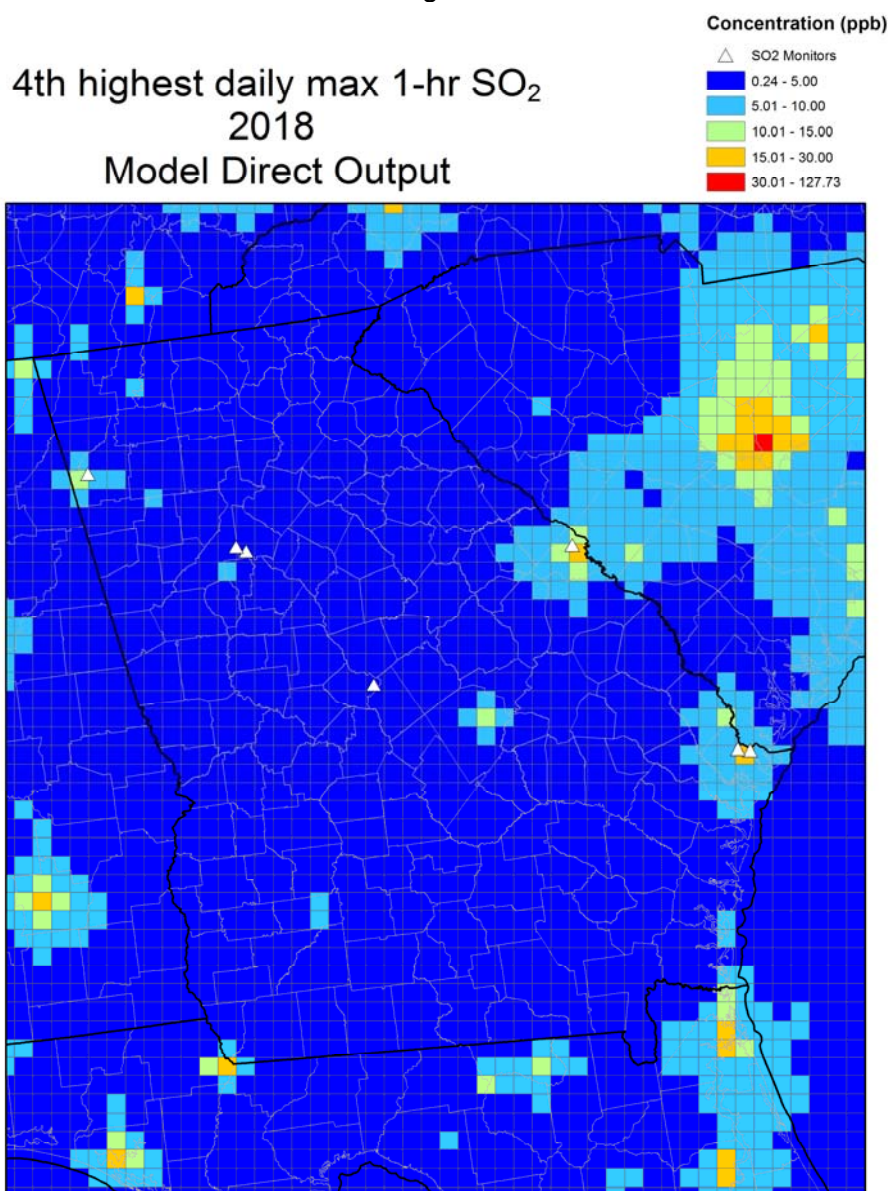 Concentration (ppb)
SO2 Monitors
0.24 - 5.00
5.01 - 10.00
10.01 - 15.00
15.01 - 30.00
30.01 - 127.73
4th highest daily max 1-hr SO₂
2018
Model Direct Output